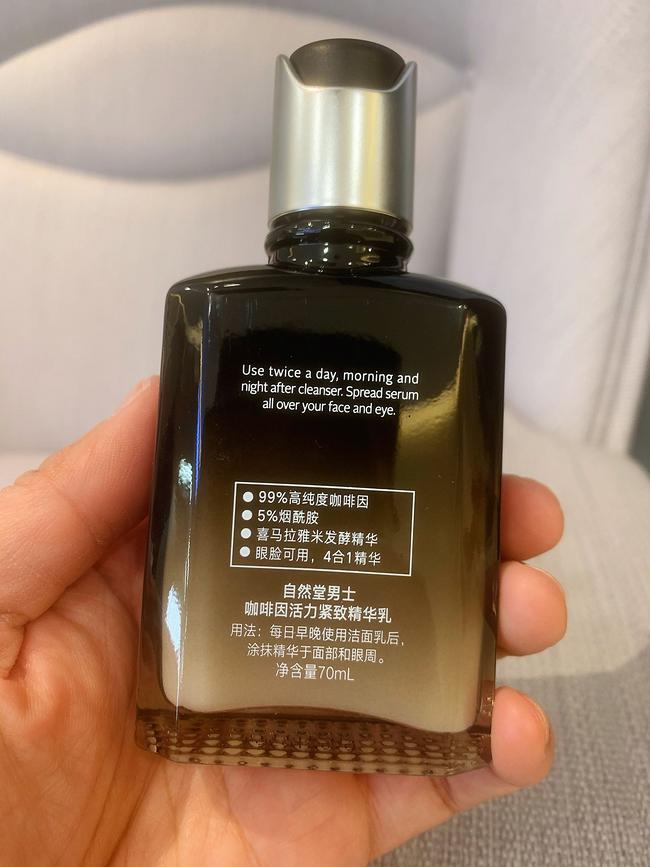 Use twice a day, morning and
night after cleanser. Spread serum
all over your face and eye.
● 99%高纯度咖啡因
● 5%烟酰胺
● 喜马拉雅米发酵精华
● 眼脸可用，4合1精华
自然堂男士
咖啡因活力紧致精华乳
用法：每日早晚使用洁面乳后，
涂抹精华于面部和眼周。
净含量70mL